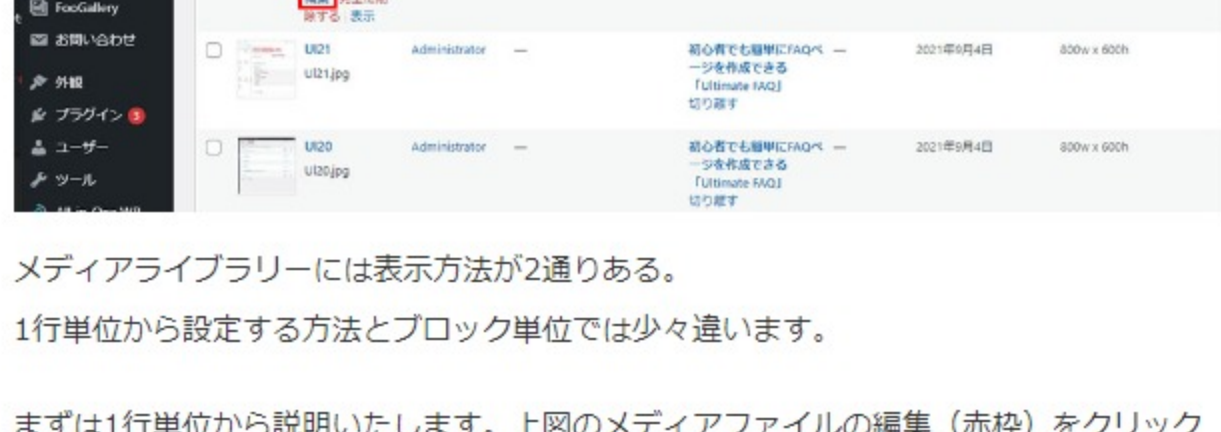 除する 表示
FooGallery
お問い合わせ
外観
プラグイン 3
ユーザー
ツール
UI21
UI21.jpg
Administrator
—
初心者でも簡単にFAQペ
ージを作成できる
「Ultimate FAQ」
切り離す
—
2021年9月4日
800w x 600h
UI20
UI20.jpg
Administrator
—
初心者でも簡単にFAQペ
ージを作成できる
「Ultimate FAQ」
切り離す
—
2021年9月4日
800w x 600h
メディアライブラリーには表示方法が2通りある。
1行単位から設定する方法とブロック単位では少々違います。
まずは1行単位から説明いたします。上図のメディアファイルの編集（赤枠）をクリック